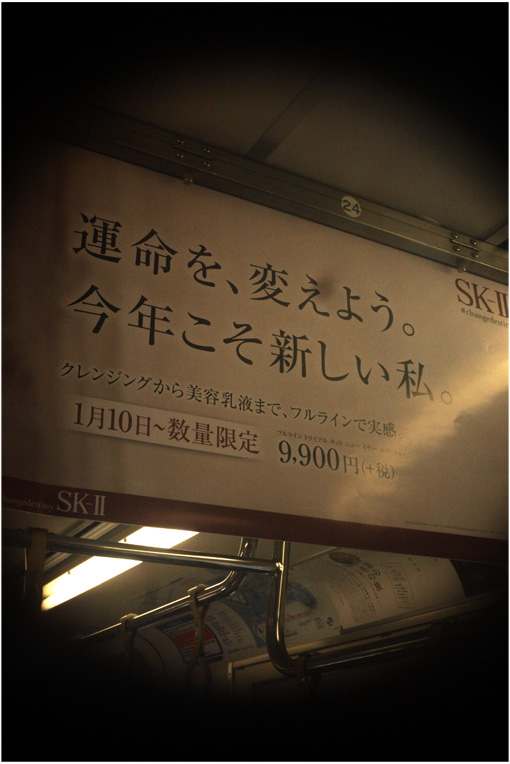 24
SK-II
#changedestiny
運命を、変えよう。
今年こそ新しい私。
クレンジングから美容乳液まで、フルラインで実感。
1月10日~数量限定
9,900円(+税)
changedestiny SK-II